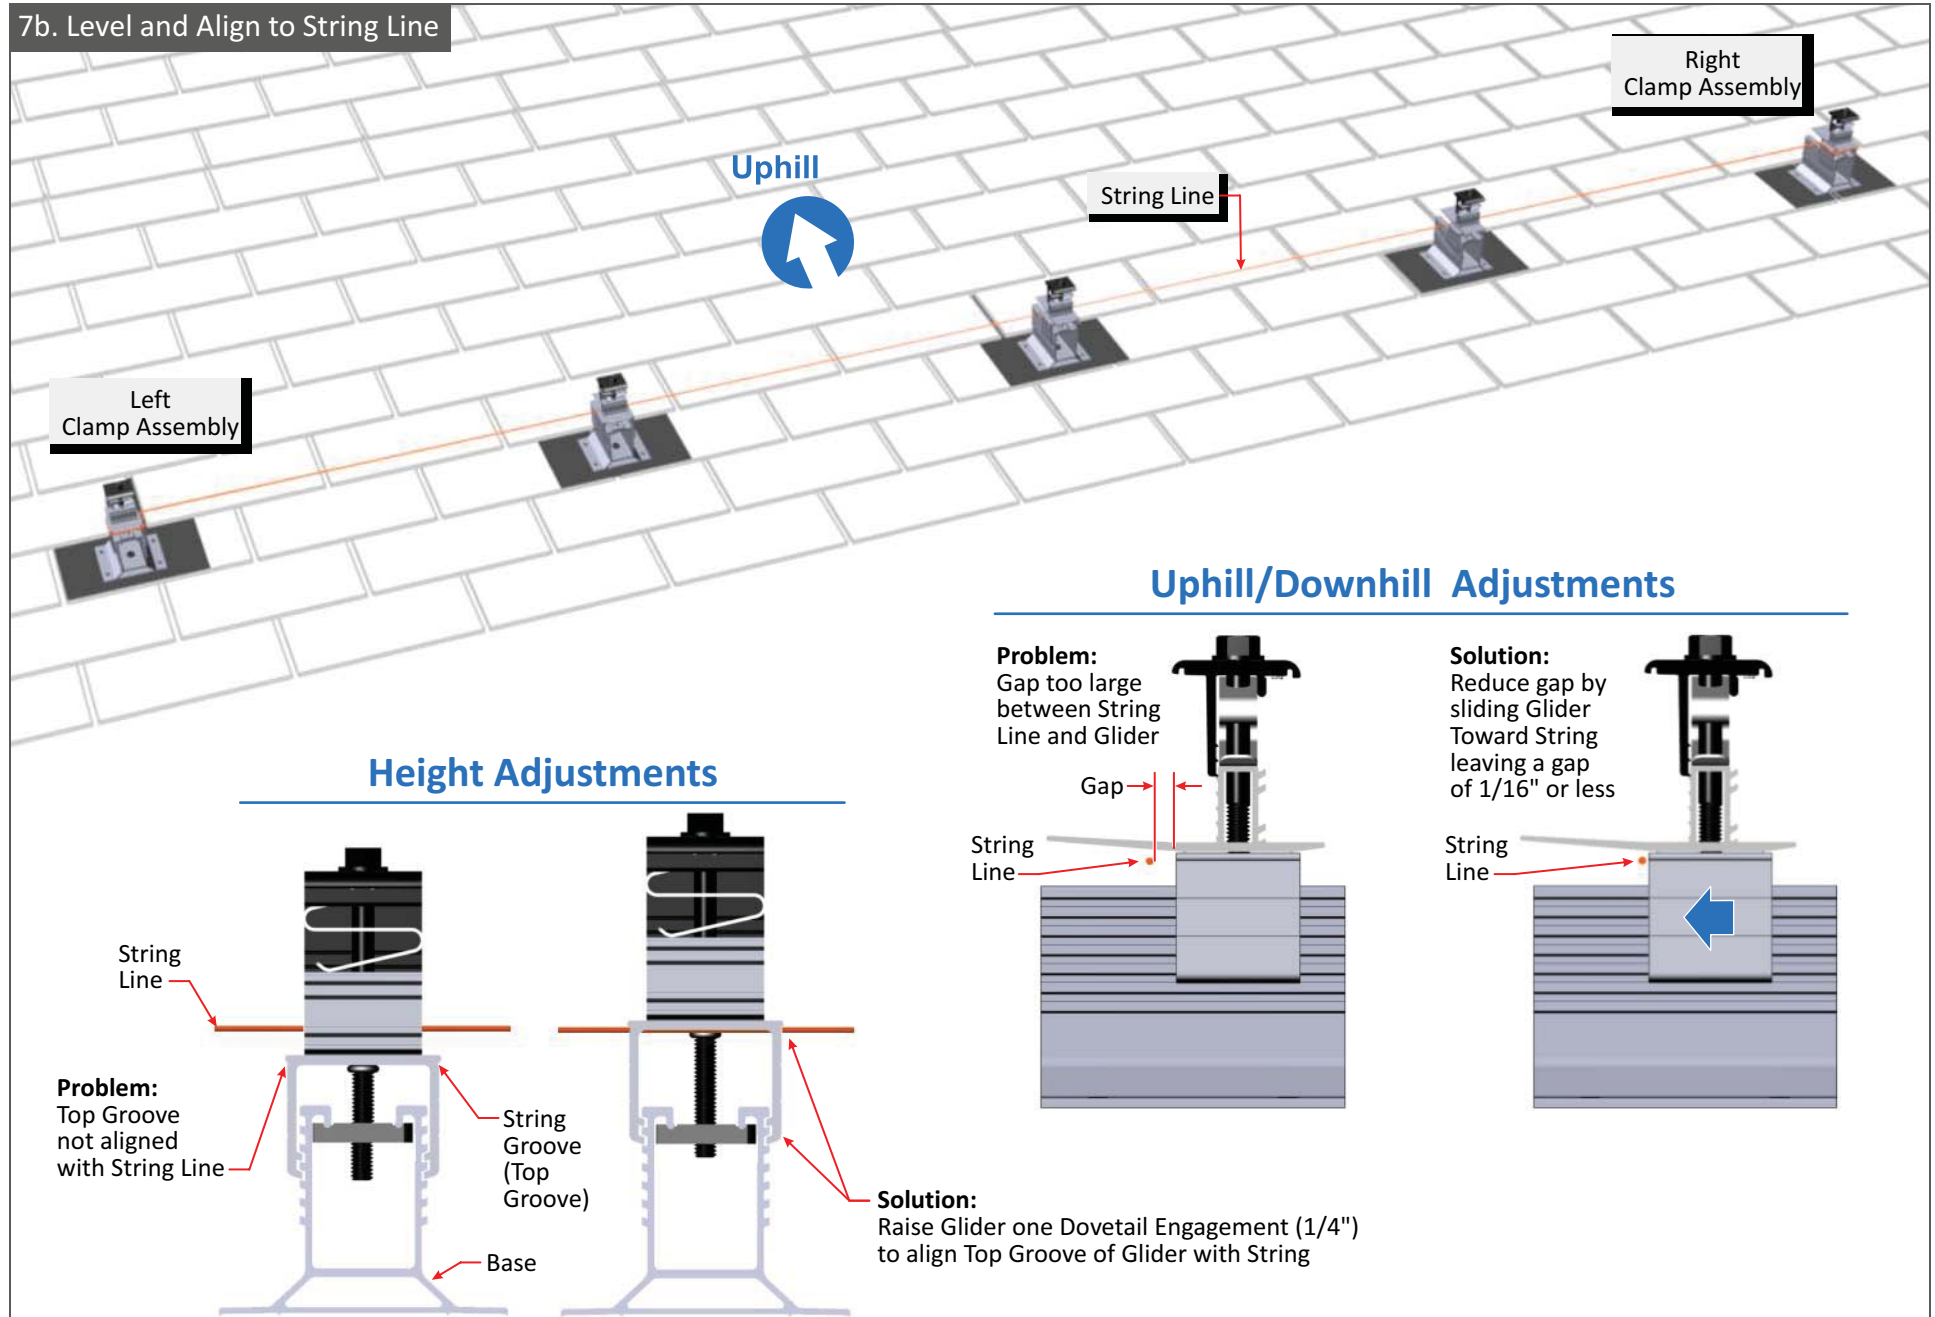 7b. Level and Align to String Line
Right
Clamp Assembly
Uphill
String Line
Left
Clamp Assembly
Uphill/Downhill Adjustments
Problem:
Gap too large
between String
Line and Glider
Gap
String
Line
Solution:
Reduce gap by
sliding Glider
Toward String
leaving a gap
of 1/16" or less
String
Line
Height Adjustments
String
Line
Problem:
Top Groove
not aligned
with String Line
String
Groove
(Top
Groove)
Base
Solution:
Raise Glider one Dovetail Engagement (1/4")
to align Top Groove of Glider with String